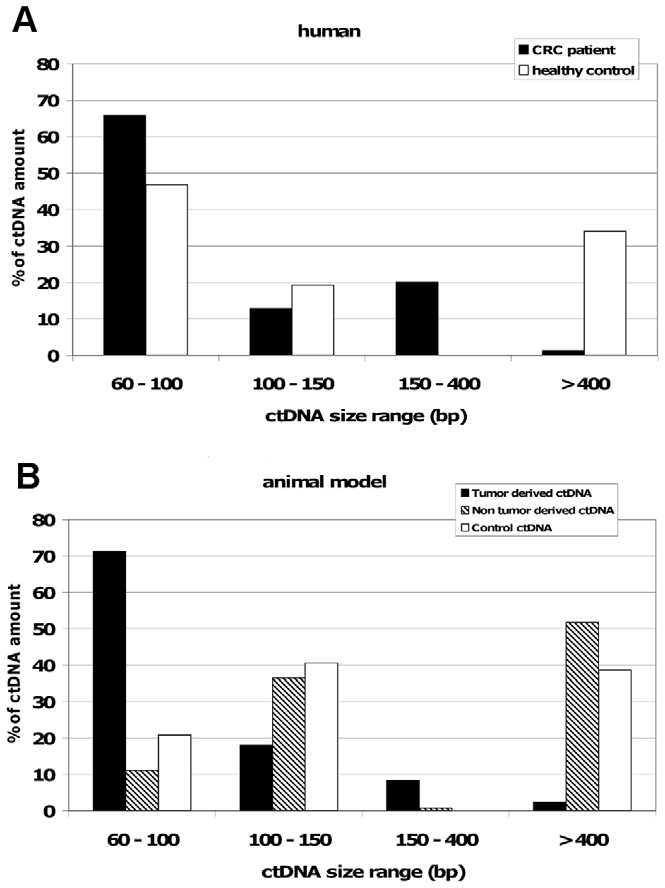 A
human
CRC patient
healthy control
80
70
60
50
40
30
20
10
0
% of ctDNA amount
60 - 100 100 - 150 150 - 400 >400
ctDNA size range (bp)
B
animal model
Tumor derived ctDNA
Non tumor derived ctDNA
Control ctDNA
80
70
60
50
40
30
20
10
0
% of ctDNA amount
60 - 100 100 - 150 150 - 400 >400
ctDNA size range (bp)